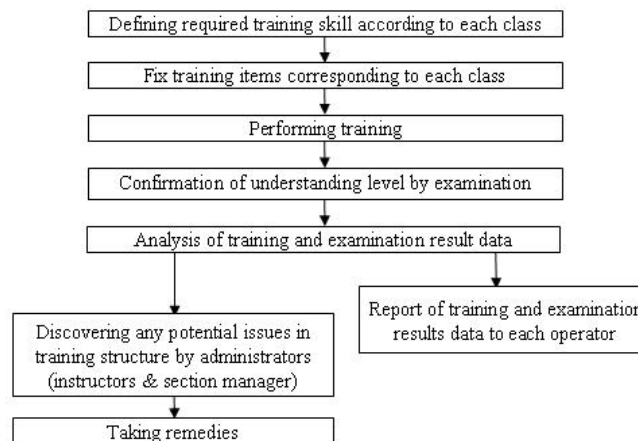 Defining required training skill according to each class
Fix training items corresponding to each class
Performing training
Confirmation of understanding level by examination
Analysis of training and examination result data
Discovering any potential issues in
training structure by administrators
(instructors & section manager)
Report of training and examination
results data to each operator
Taking remedies